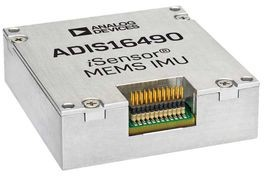 ANALOG
DEVICES
ADIS16490
iSensor®
MEMS IMU